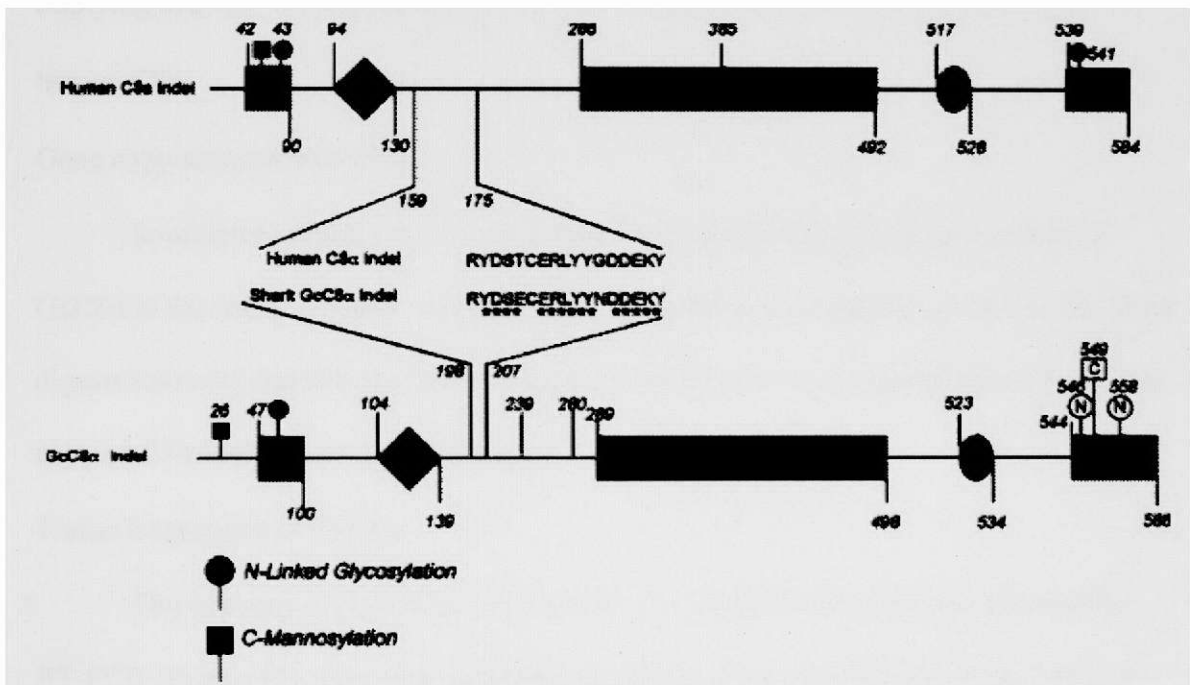 42 43 94 286 385 517 539
541
Human C8a Indel
90 130 492 526 584
159 175
Human C8α Indel RYDSTCERLYYGDDEKY
Shark GcC8α Indel RYDSECERLYYNDDEKY
**** ****** *****
198 207
549
C
26 47 104 239 260 289 523 544 546 558
N N
GcC8α Indel
100 139 498 534 586
N-Linked Glycosylation
C-Mannosylation